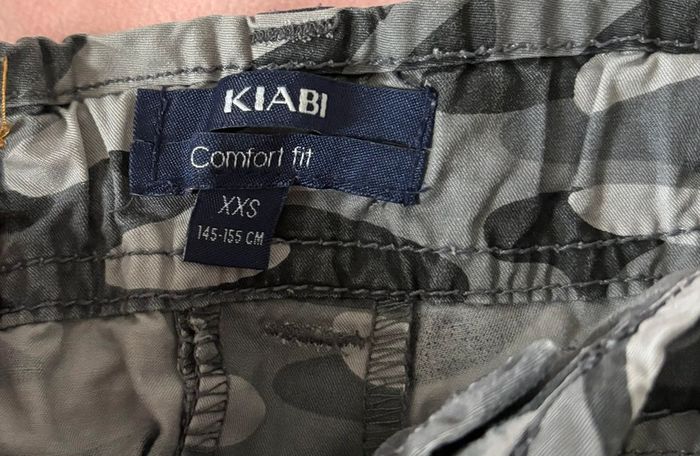 KIABI
Comfort fit
XXS
145-155 CM